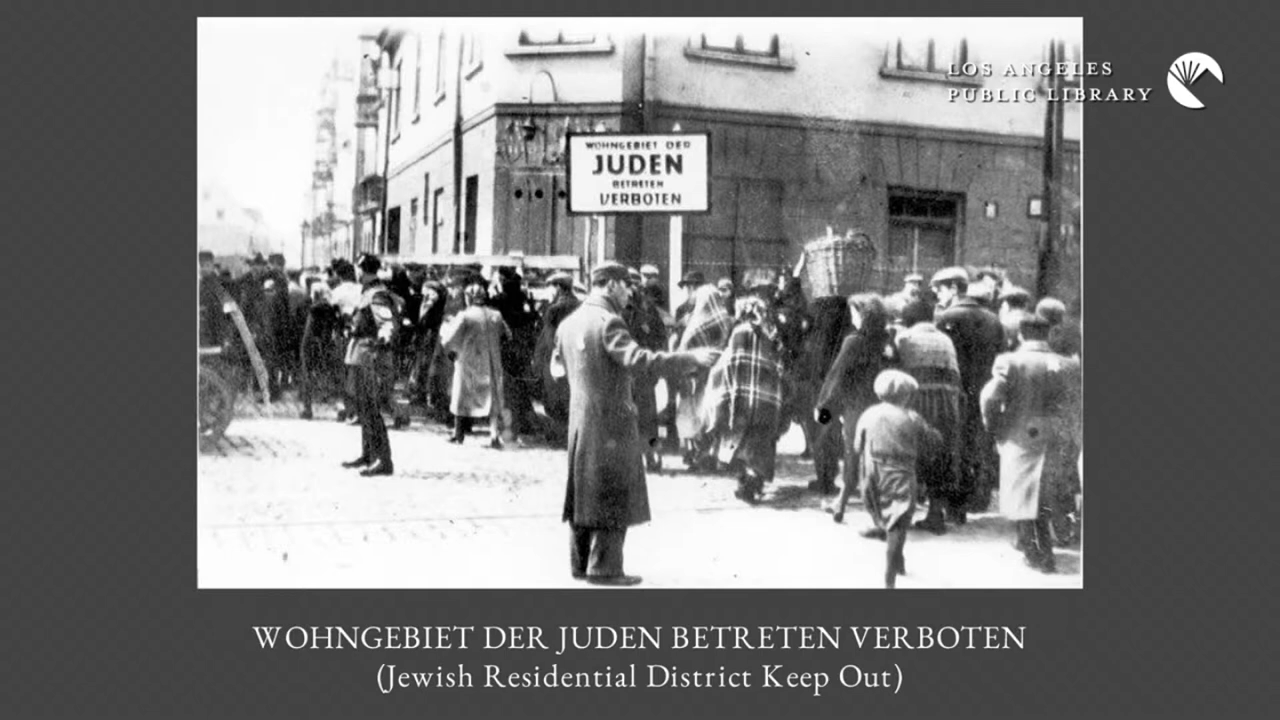 LOS ANGELES
PUBLIC LIBRARY
WOHNGEBIET DER
JUDEN
BETRETEN
VERBOTEN
WOHNGEBIET DER JUDEN BETRETEN VERBOTEN
(Jewish Residential District Keep Out)